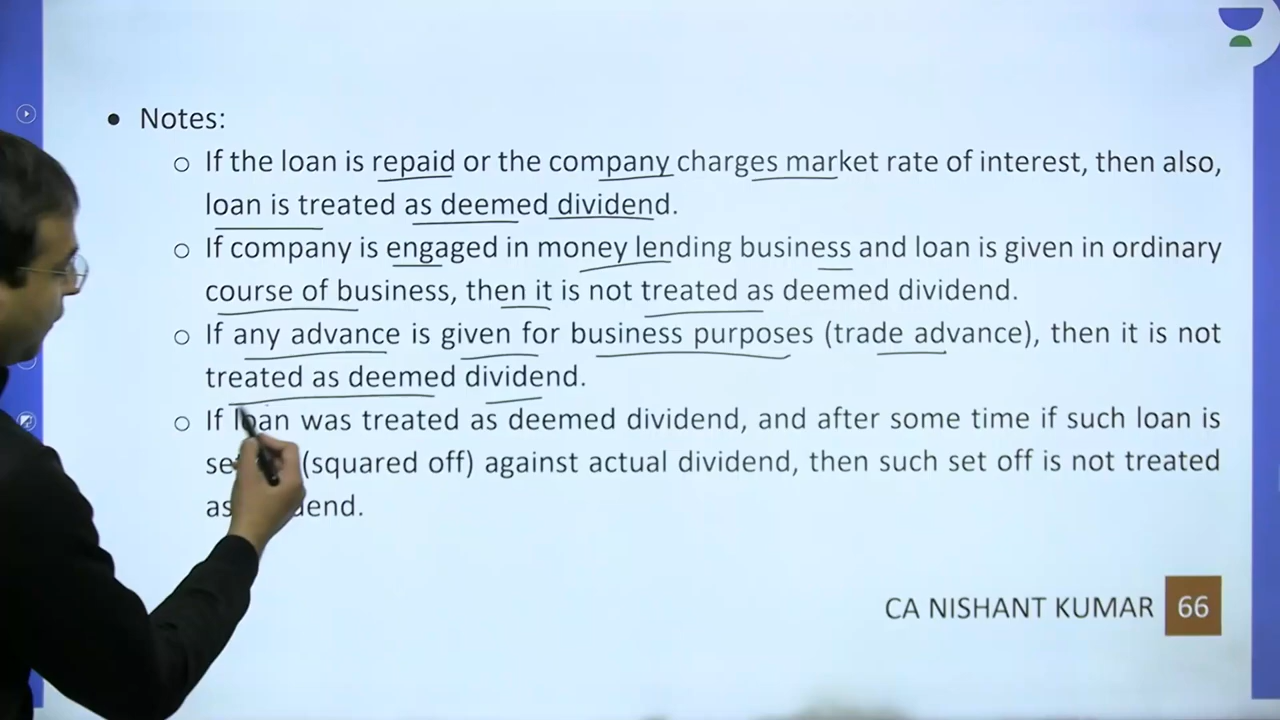 Notes:
If the loan is repaid or the company charges market rate of interest, then also,
loan is treated as deemed dividend.
If company is engaged in money lending business and loan is given in ordinary
course of business, then it is not treated as deemed dividend.
If any advance is given for business purposes (trade advance), then it is not
treated as deemed dividend.
If loan was treated as deemed dividend, and after some time if such loan is
(squared off) against actual dividend, then such set off is not treated
as
CA NISHANT KUMAR 66